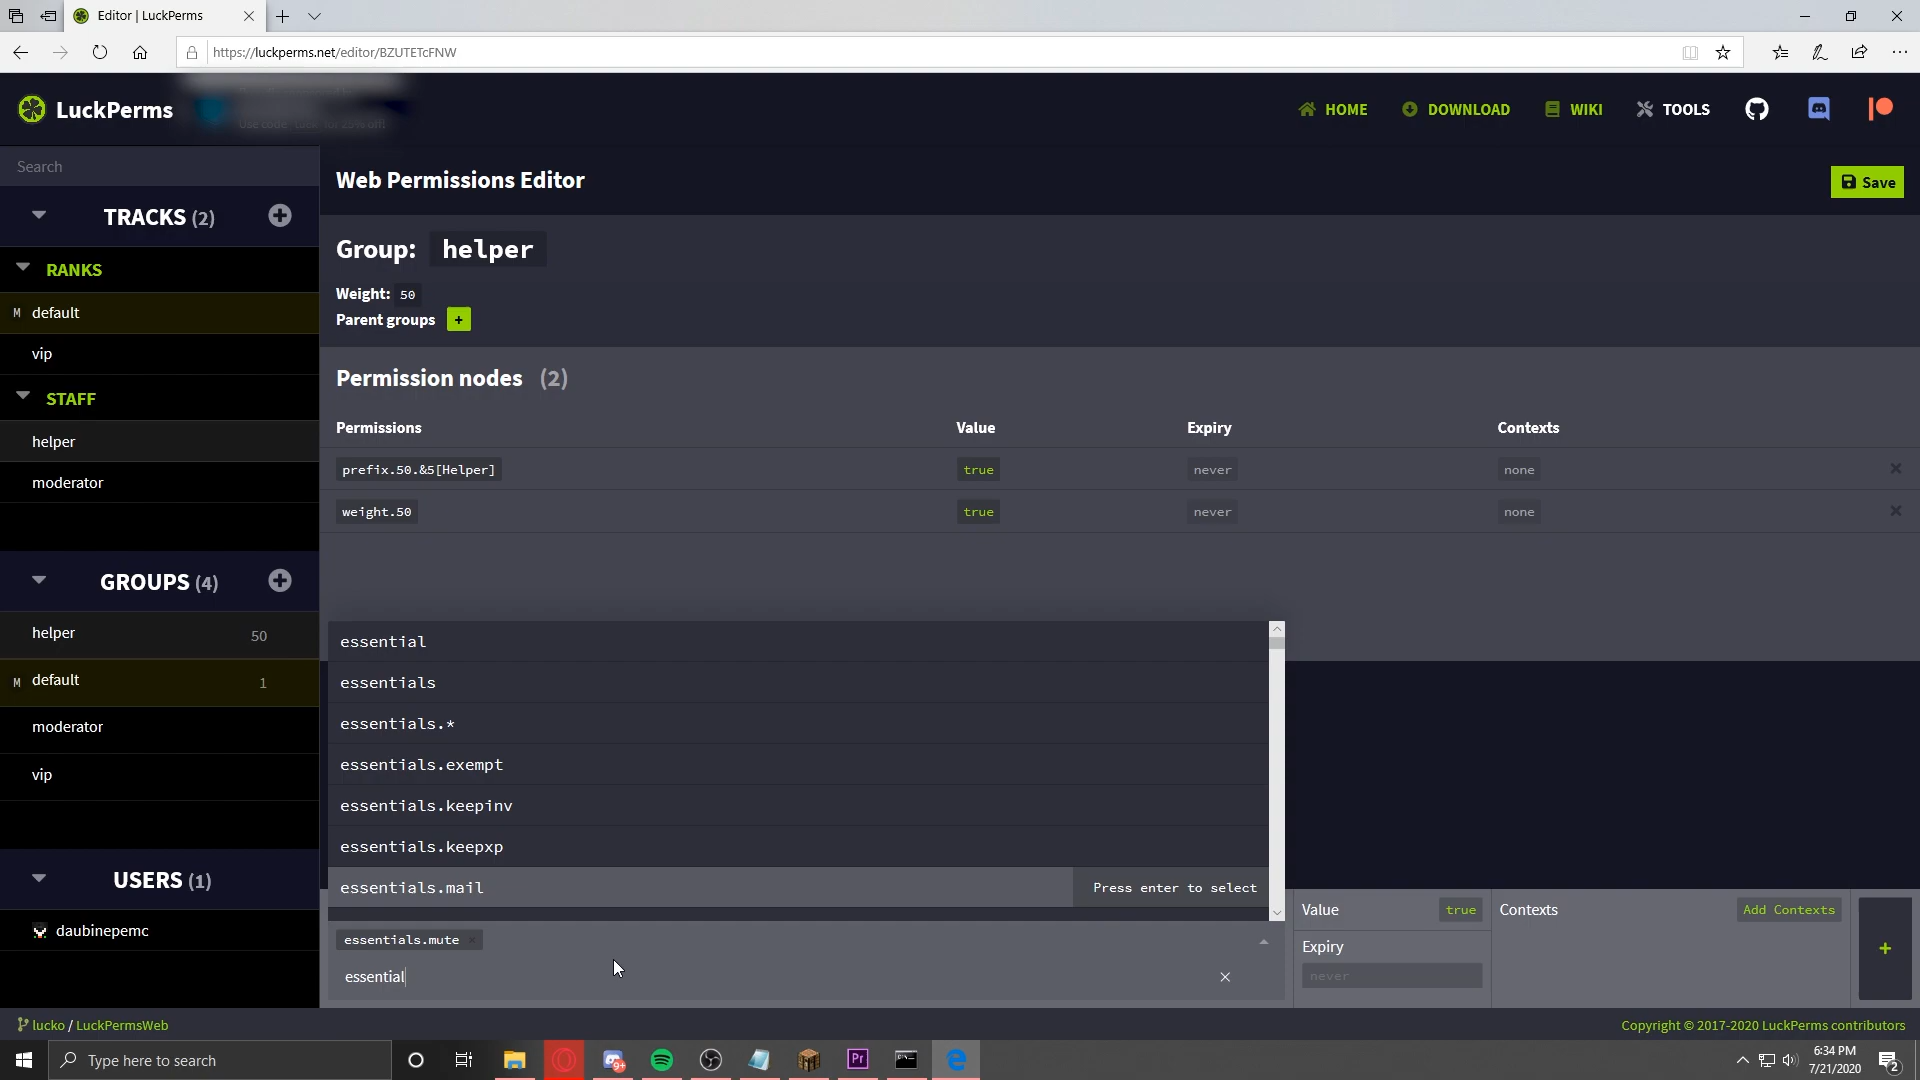 Editor | LuckPerms
https://luckperms.net/editor/BZUTETcFNW
LuckPerms
HOME
DOWNLOAD
WIKI
TOOLS
Search
Web Permissions Editor
Save
TRACKS (2)
RANKS
M default
vip
STAFF
helper
moderator
GROUPS (4)
helper 50
M default 1
moderator
vip
USERS (1)
daubinepemc
Group: helper
Weight: 50
Parent groups +
Permission nodes (2)
Permissions Value Expiry Contexts
prefix.50.&5[Helper] true never none
weight.50 true never none
essential
essentials
essentials.*
essentials.exempt
essentials.keepinv
essentials.keepxp
essentials.mail Press enter to select
essentials.mute
essential
Value true
Expiry
never
Contexts Add Contexts
+
lucko / LuckPermsWeb
Copyright © 2017-2020 LuckPerms contributors
Type here to search
9+
Pr
6:34 PM
7/21/2020
2